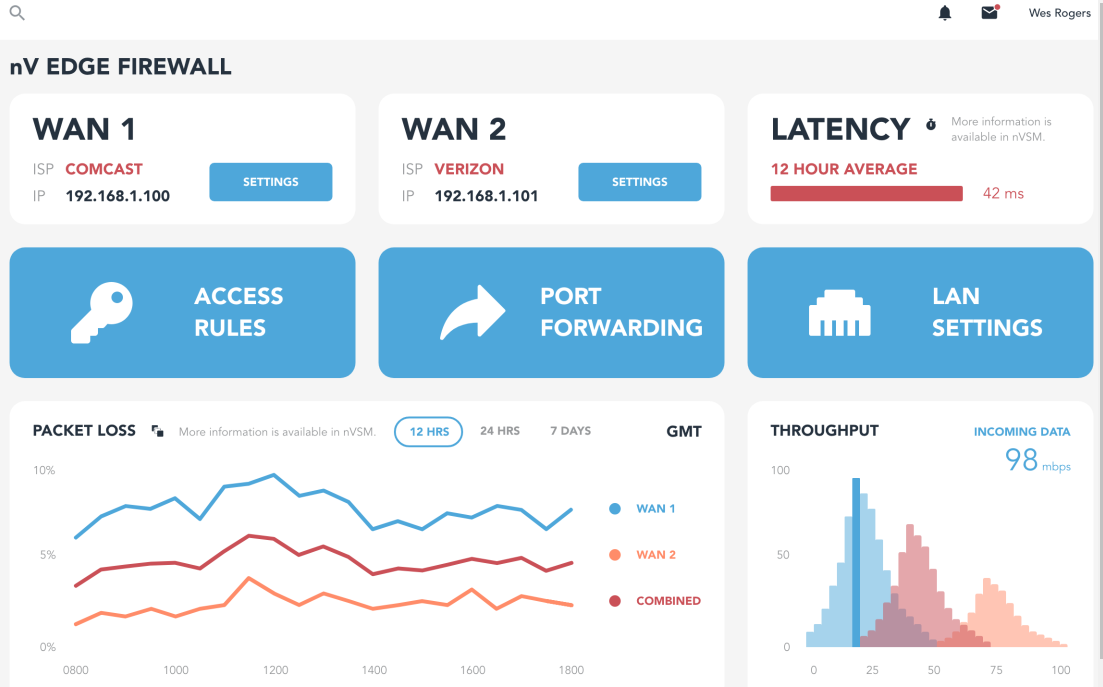 Wes Rogers
nV EDGE FIREWALL
WAN 1
ISP COMCAST
IP 192.168.1.100
SETTINGS
WAN 2
ISP VERIZON
IP 192.168.1.101
SETTINGS
LATENCY
More information is
available in nVSM.
12 HOUR AVERAGE
42 ms
ACCESS
RULES
PORT
FORWARDING
LAN
SETTINGS
PACKET LOSS
More information is available in nVSM.
12 HRS
24 HRS
7 DAYS
GMT
10%
5%
0%
0800 1000 1200 1400 1600 1800
WAN 1
WAN 2
COMBINED
THROUGHPUT
INCOMING DATA
98 mbps
100
50
0
0 25 50 75 100